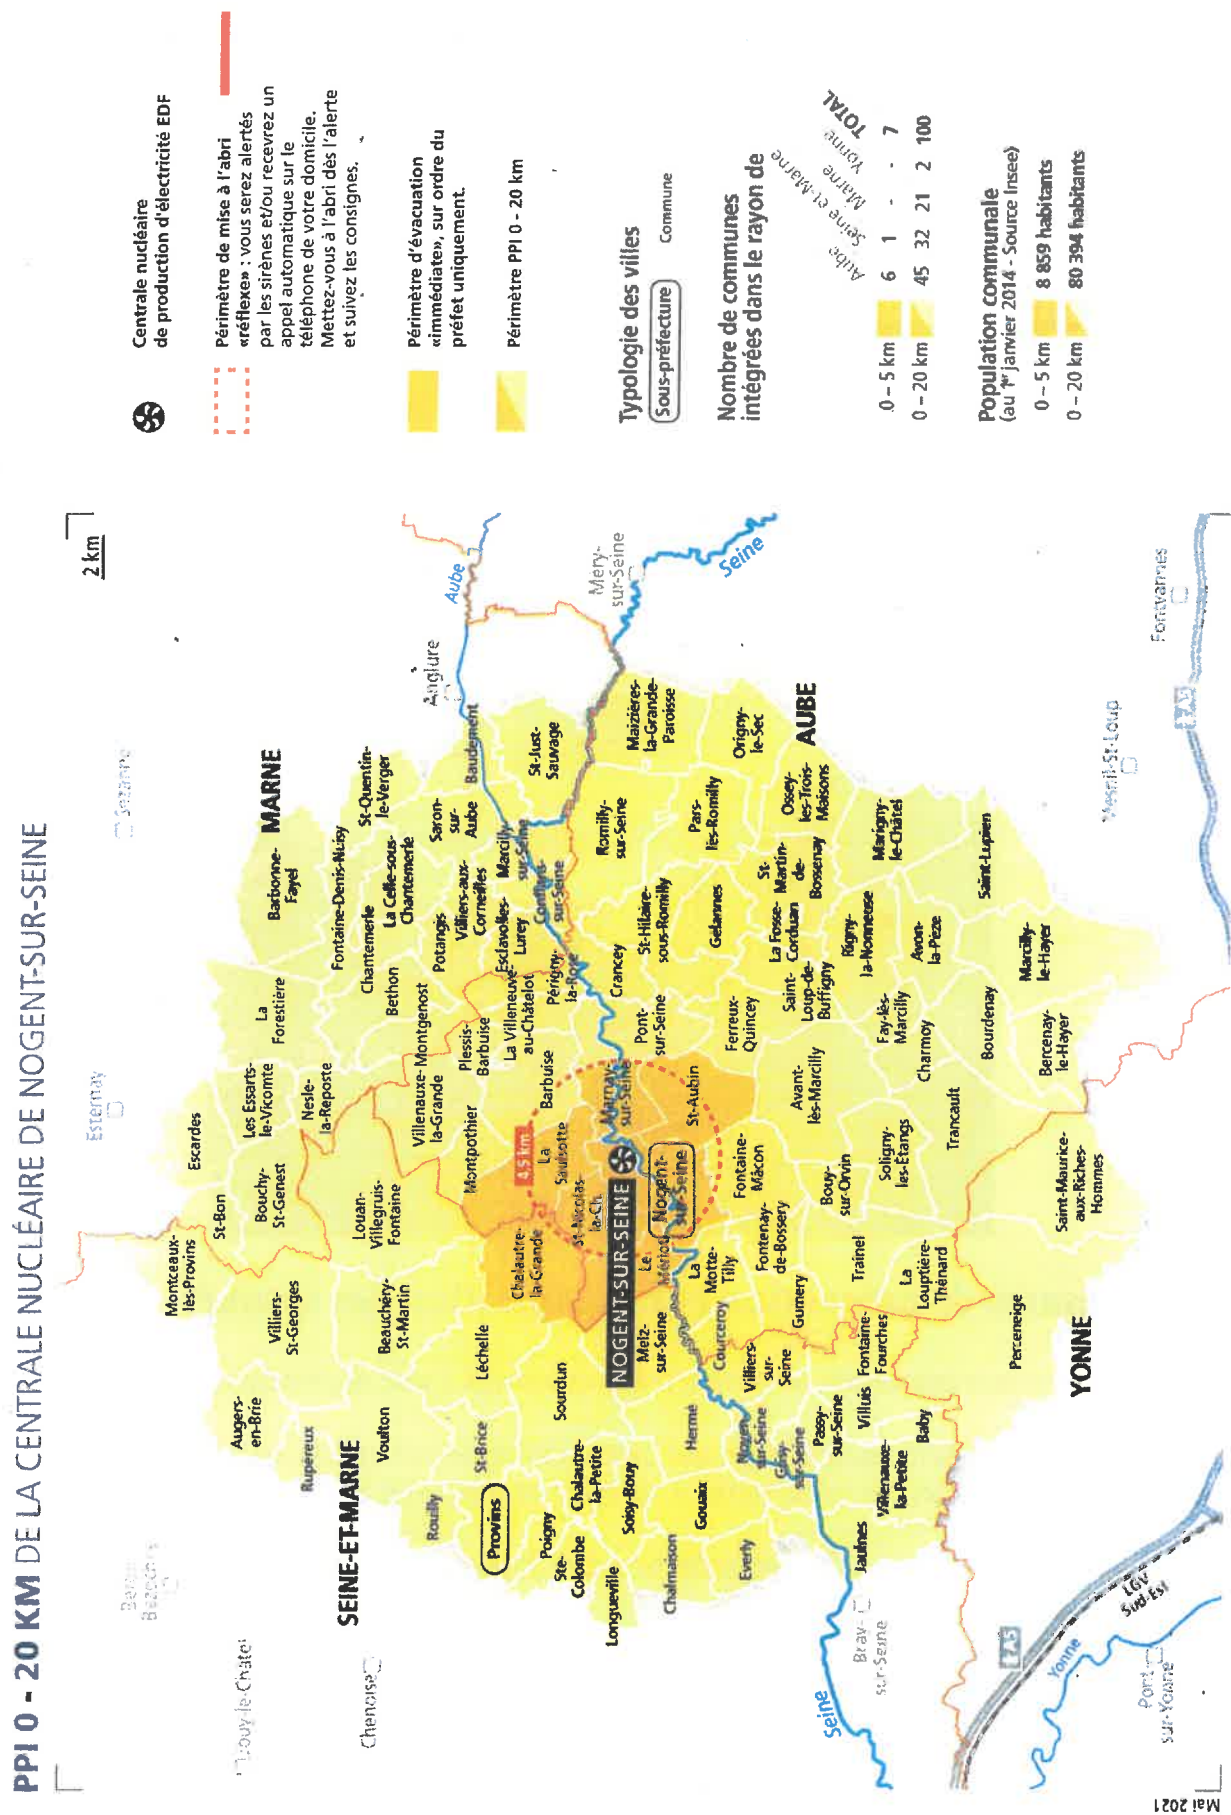 PPI 0 - 20 KM DE LA CENTRALE NUCLÉAIRE DE NOGENT-SUR-SEINE
2 km
Esternay
Sézanne
Montceaux-
lès-Provins
St-Bon
Escardes
Augers-
en-Brie
Villiers-
St-Georges
Bouchy-
St-Genest
Les Essarts-
le-Vicomte
La
Forestière
Barbonne-
Fayel
MARNE
Rupéreux
Nesle-
la-Reposte
Fontaine-Denis-Nuisy
SEINE-ET-MARNE
Chenoise
Voulton
Beauchéry-
St-Martin
Louan-
Villegruis-
Fontaine
Bethon
Chantemerle
La Celle-sous-
Chantemerle
St-Quentin-
le-Verger
Rouilly
Villenauxe-
la-Grande
Montgenost
Potangis
Saron-
sur-
Aube
Anglure
Aube
Provins
St-Brice
Léchelle
Montpothier
Plessis-
Barbuise
Villiers-aux-
Corneilles
Baudement
Chalautre-
la-Grande
4,5 km
La Villeneuve-
au-Châtelot
Esclavolles-
Lurey
Marcilly-
sur-Seine
Poigny
Sourdun
La
Saulsotte
Barbuise
Périgny-
la-Rose
Conflans-
sur-Seine
St-Just-
Sauvage
Ste-
Colombe
Chalautre-
la-Petite
St-Nicolas-
la-Ch.
Longueville
Soisy-Bouy
NOGENT-SUR-SEINE
Marnay-
sur-Seine
Crancey
Romilly-
sur-Seine
Méry-
sur-Seine
Melz-
sur-Seine
Le
Mériot
Nogent-
sur-Seine
Pont-
sur-Seine
St-Hilaire-
sous-Romilly
Maizières-
la-Grande-
Paroisse
Chalmaison
Gouaix
Hermé
La
Motte-
Tilly
St-Aubin
Pars-
lès-Romilly
Gélannes
Seine
Everly
Noyen-
sur-Seine
Courceroy
Villiers-
sur-
Seine
Fontenay-
de-Bossery
Fontaine-
Mâcon
Ferreux-
Quincey
Origny-
le-Sec
Gumery
Avant-
lès-Marcilly
Saint-
Loup-de-
Buffigny
La Fosse-
Corduan
St-
Martin-
de-
Bossenay
Ossey-
les-Trois-
Maisons
AUBE
Seine
Bray-
sur-Seine
Jaulnes
Passy-
sur-Seine
Villuis
Fontaine-
Fourches
Trainel
Bouy-
sur-Orvin
Rigny-
la-Nonneuse
Marigny-
le-Châtel
Villenauxe-
la-Petite
Baby
La
Louptière-
Thénard
Soligny-
les-Etangs
Fay-lès-
Marcilly
Charmoy
Avon-
la-Pèze
Trancault
Bourdenay
Saint-Lupien
Perceneige
Saint-Maurice-
aux-Riches-
Hommes
Bercenay-
le-Hayer
Marcilly-
le-Hayer
YONNE
Mesnil-St-Loup
Fontvannes
A5
LGV
Sud-Est
Yonne
Pont-
sur-Yonne
Mai 2021
Centrale nucléaire
de production d'électricité EDF
Périmètre de mise à l'abri
«réflexe» : vous serez alertés
par les sirènes et/ou recevrez un
appel automatique sur le
téléphone de votre domicile.
Mettez-vous à l'abri dès l'alerte
et suivez les consignes.
Périmètre d'évacuation
«immédiate», sur ordre du
préfet uniquement.
Périmètre PPI 0 - 20 km
Typologie des villes
Sous-préfecture Commune
Nombre de communes
intégrées dans le rayon de
Aube Seine et-Marne Marne Yonne TOTAL
0 – 5 km 6 1 - - 7
0 – 20 km 45 32 21 2 100
Population communale
(au 1er janvier 2014 - Source Insee)
0 – 5 km 8 859 habitants
0 – 20 km 80 394 habitants